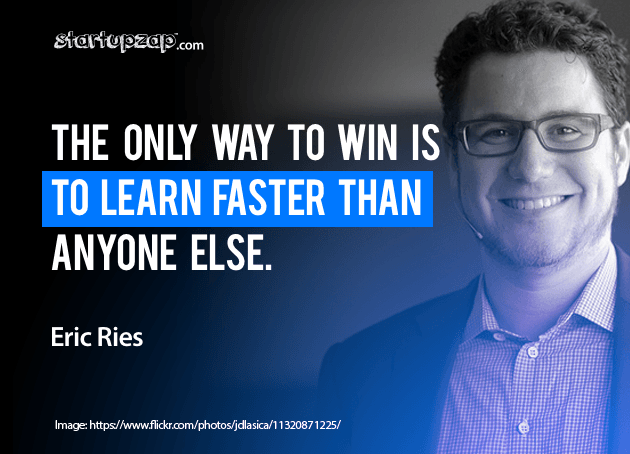 startupzap.com
THE ONLY WAY TO WIN IS
TO LEARN FASTER THAN
ANYONE ELSE.
Eric Ries
Image: https://www.flickr.com/photos/jdlasica/11320871225/